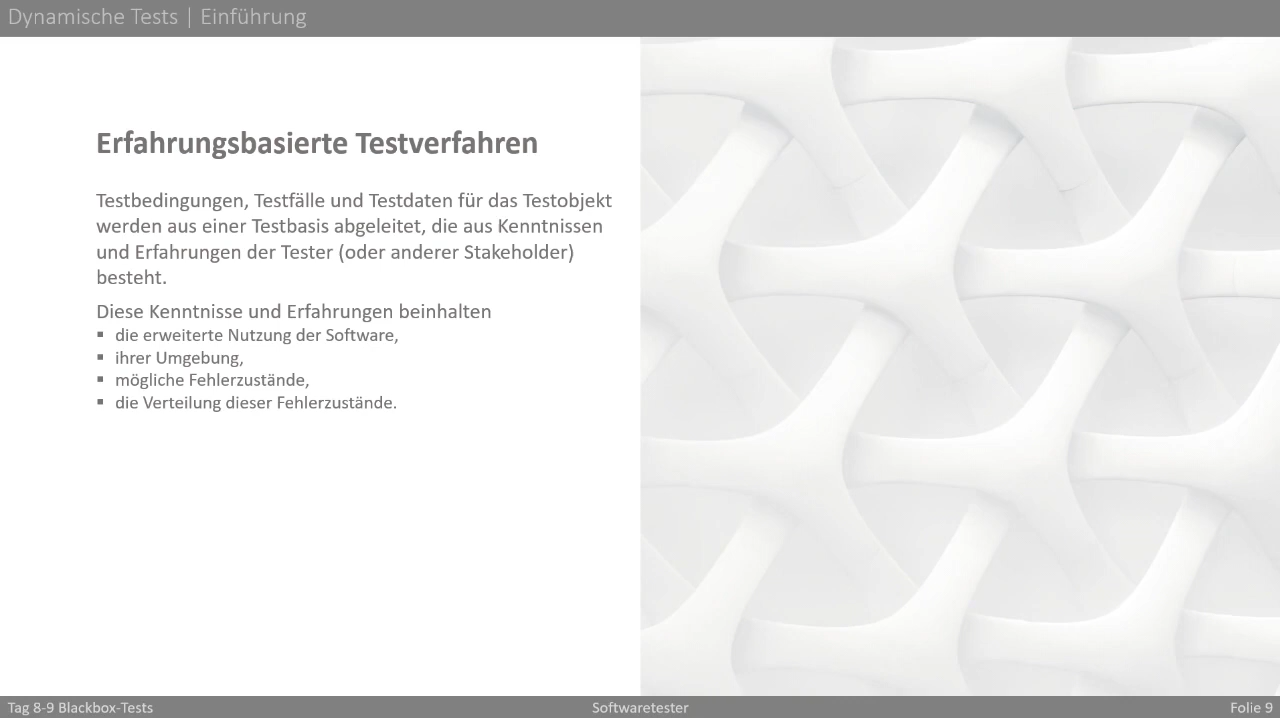 Dynamische Tests | Einführung
Erfahrungsbasierte Testverfahren
Testbedingungen, Testfälle und Testdaten für das Testobjekt
werden aus einer Testbasis abgeleitet, die aus Kenntnissen
und Erfahrungen der Tester (oder anderer Stakeholder)
besteht.
Diese Kenntnisse und Erfahrungen beinhalten
▪ die erweiterte Nutzung der Software,
▪ ihrer Umgebung,
▪ mögliche Fehlerzustände,
▪ die Verteilung dieser Fehlerzustände.
Tag 8-9 Blackbox-Tests
Softwaretester
Folie 9